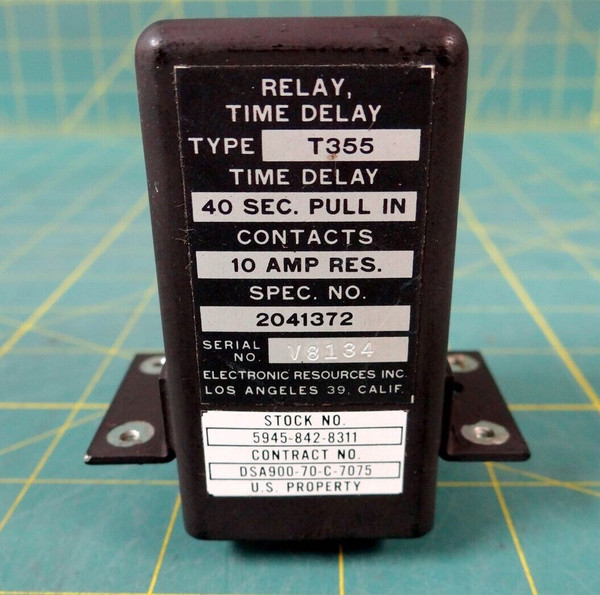 RELAY,
TIME DELAY
TYPE T355
TIME DELAY
40 SEC. PULL IN
CONTACTS
10 AMP RES.
SPEC. NO.
2041372
SERIAL
NO. V8134
ELECTRONIC RESOURCES INC.
LOS ANGELES 39, CALIF.
STOCK NO.
5945-842-8311
CONTRACT NO.
DSA900-70-C-7075
U.S. PROPERTY